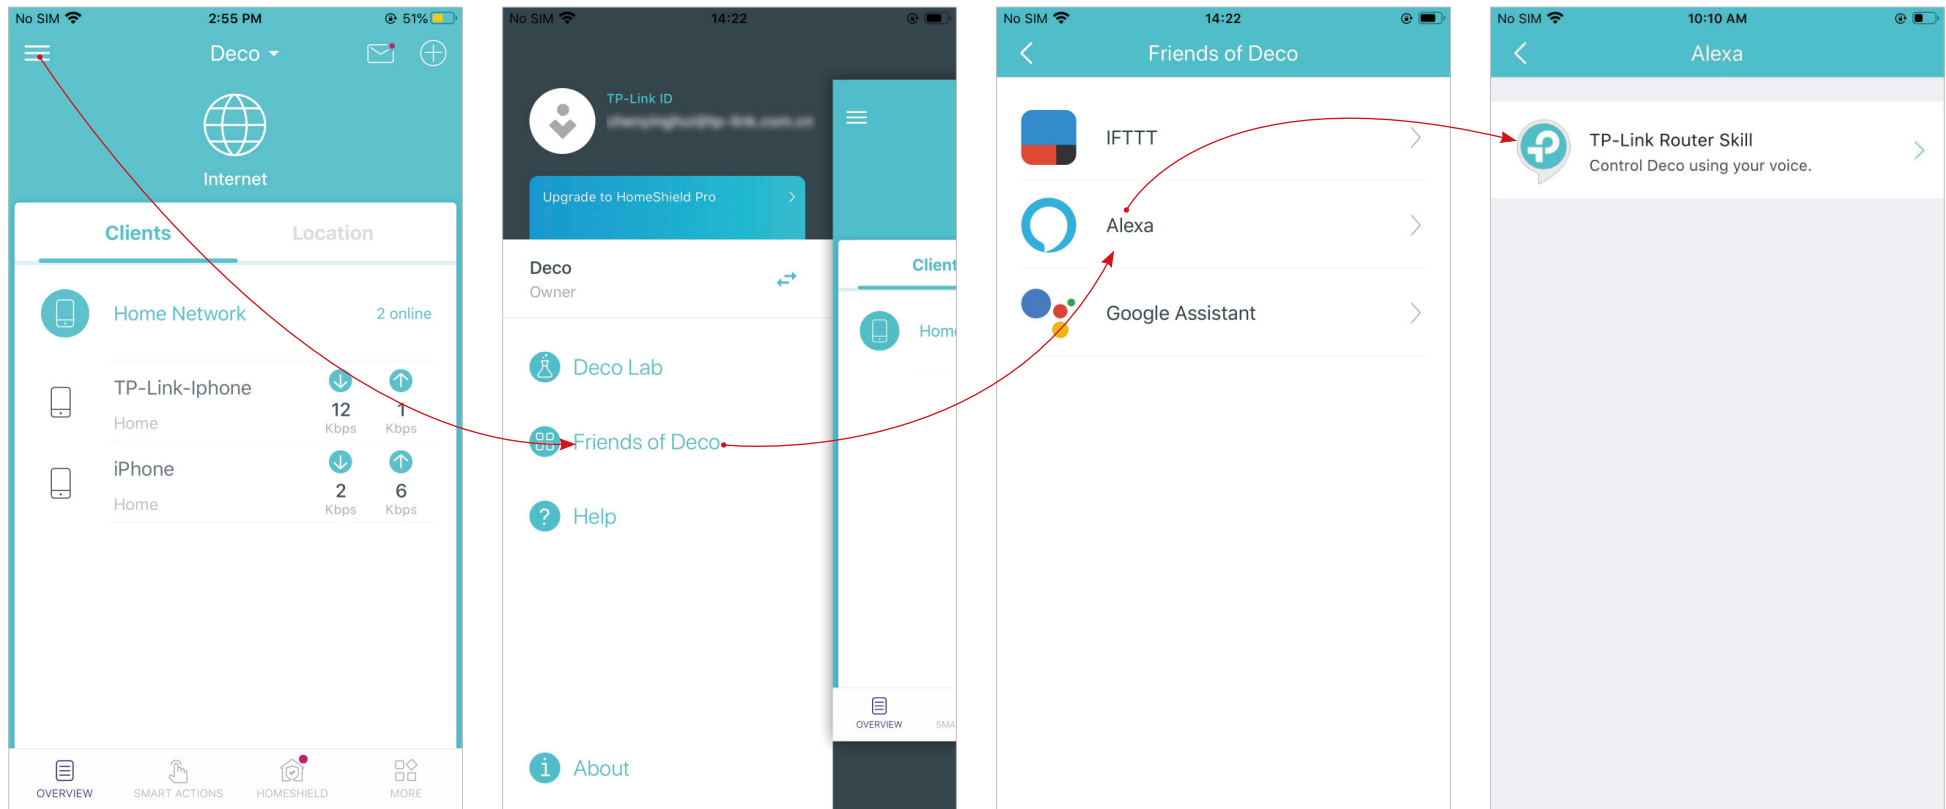 No SIM
2:55 PM
51%
Deco
Internet
Clients
Location
Home Network
2 online
TP-Link-Iphone
Home
12
Kbps
1
Kbps
iPhone
Home
2
Kbps
6
Kbps
OVERVIEW
SMART ACTIONS
HOMESHIELD
MORE
No SIM
14:22
TP-Link ID
Upgrade to HomeShield Pro
Deco
Owner
Deco Lab
Friends of Deco
Help
About
Client
Hom
OVERVIEW
SMA
No SIM
14:22
Friends of Deco
IFTTT
Alexa
Google Assistant
No SIM
10:10 AM
Alexa
TP-Link Router Skill
Control Deco using your voice.